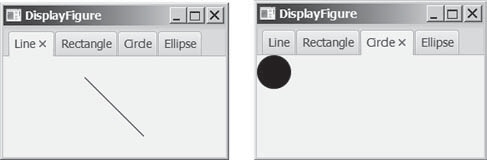 DisplayFigure
Line × Rectangle Circle Ellipse
DisplayFigure
Line Rectangle Circle × Ellipse